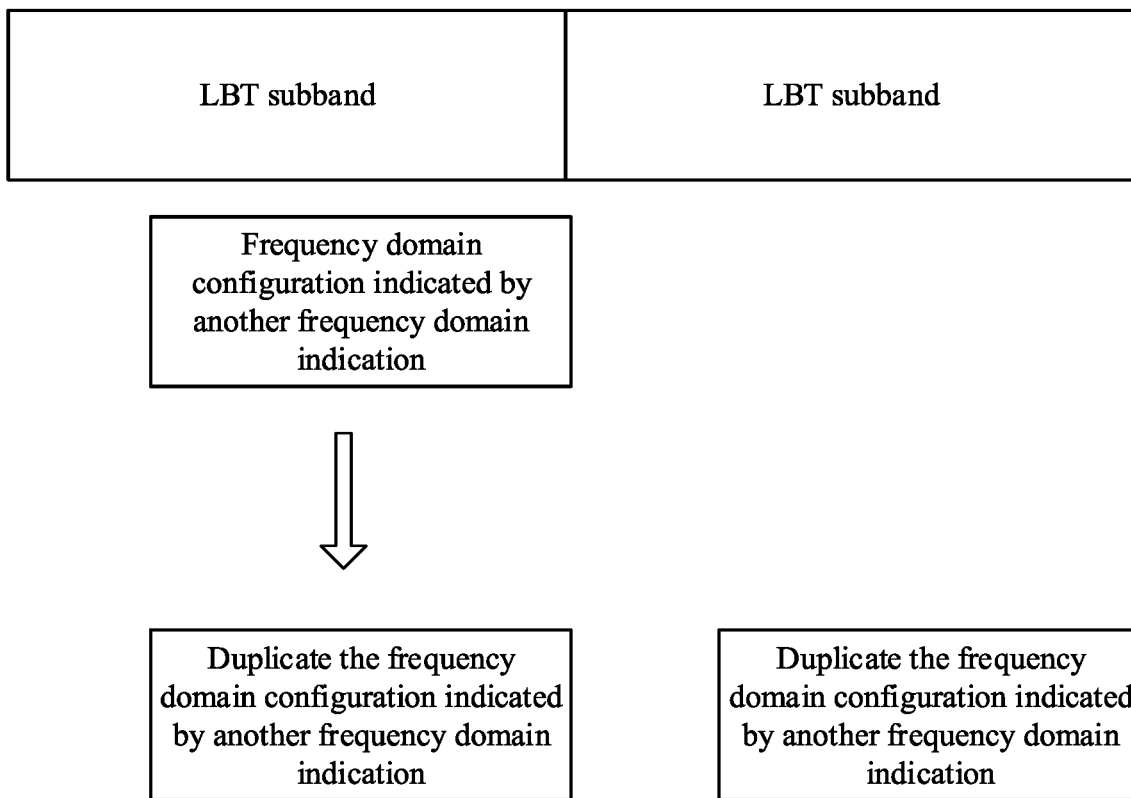 LBT subband
LBT subband
Frequency domain
configuration indicated by
another frequency domain
indication
Duplicate the frequency
domain configuration indicated
by another frequency domain
indication
Duplicate the frequency
domain configuration indicated
by another frequency domain
indication